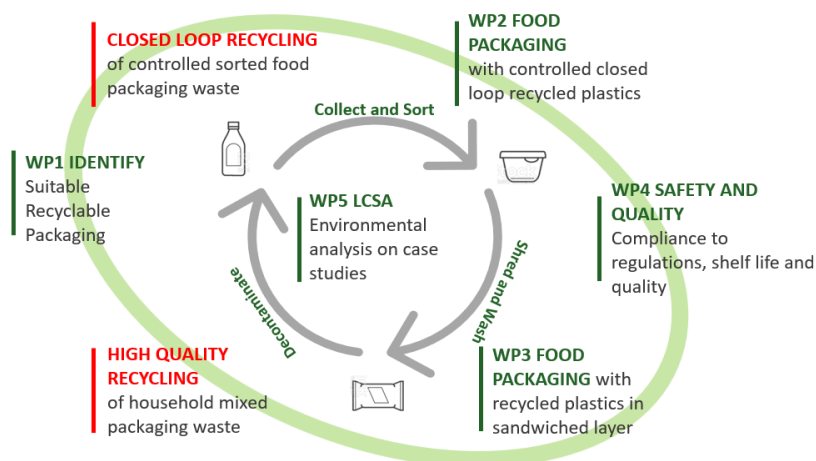 CLOSED LOOP RECYCLING
of controlled sorted food
packaging waste
WP2 FOOD
PACKAGING
with controlled closed
loop recycled plastics
Collect and Sort
WP1 IDENTIFY
Suitable
Recyclable
Packaging
WP5 LCSA
Environmental
analysis on case
studies
WP4 SAFETY AND
QUALITY
Compliance to
regulations, shelf life and
quality
Shred and Wash
Decontaminate
HIGH QUALITY
RECYCLING
of household mixed
packaging waste
WP3 FOOD
PACKAGING with
recycled plastics in
sandwiched layer